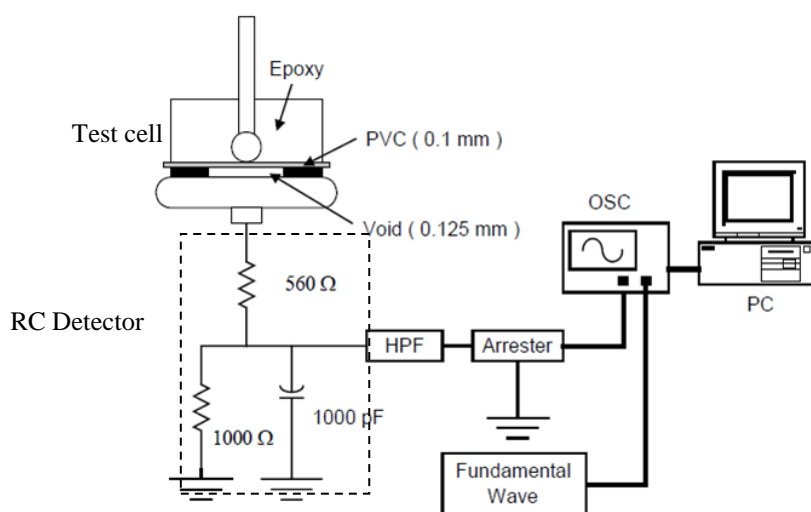 Epoxy
Test cell
PVC ( 0.1 mm )
OSC
Void ( 0.125 mm )
560 Ω
PC
RC Detector
HPF
Arrester
1000 pF
1000 Ω
Fundamental
Wave